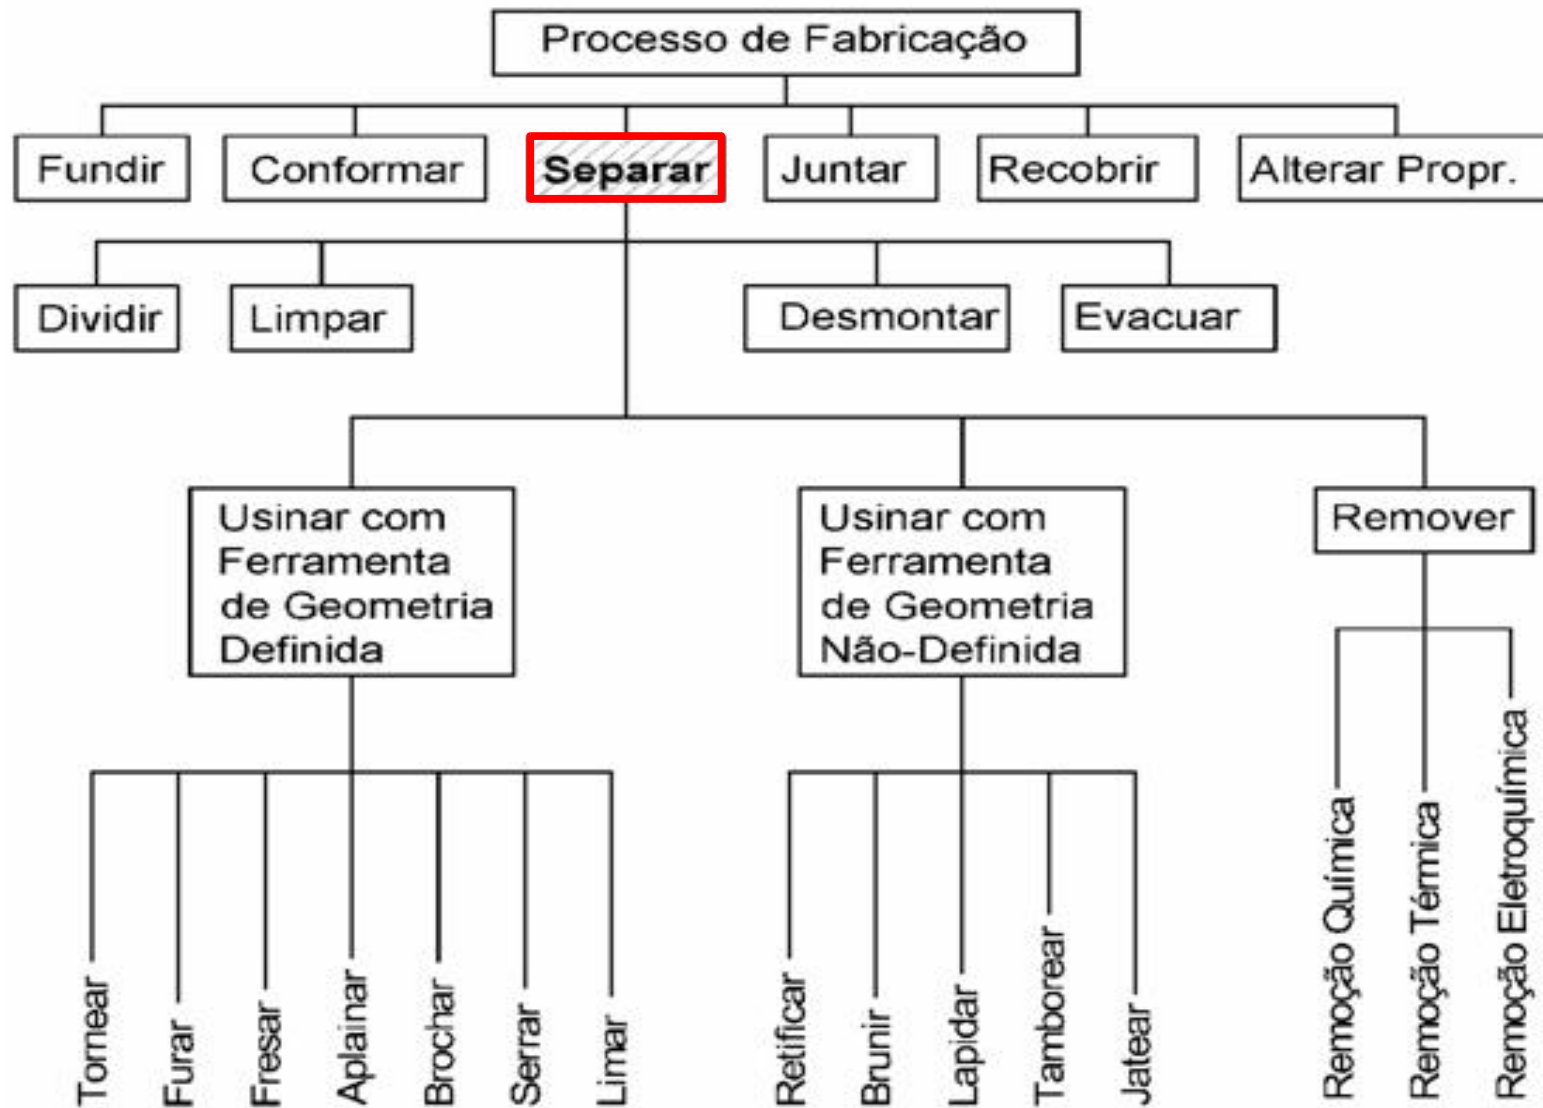 Processo de Fabricação
Fundir
Conformar
Separar
Juntar
Recobrir
Alterar Propr.
Dividir
Limpar
Desmontar
Evacuar
Usinar com
Ferramenta
de Geometria
Definida
Usinar com
Ferramenta
de Geometria
Não-Definida
Remover
Tornear
Furar
Fresar
Aplainar
Brochar
Serrar
Limar
Retificar
Brunir
Lapidar
Tamborear
Jatear
Remoção Química
Remoção Térmica
Remoção Eletroquímica